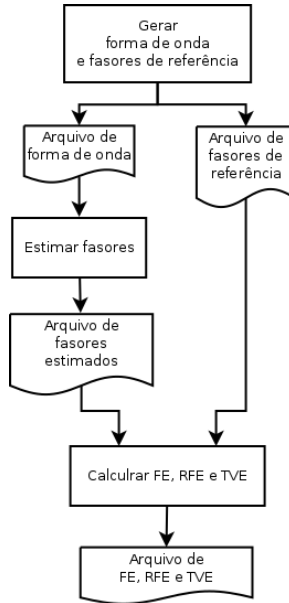 Gerar
forma de onda
e fasores de referência
Arquivo de
forma de onda
Arquivo de
fasores de
referência
Estimar fasores
Arquivo de
fasores
estimados
Calculrar FE, RFE e TVE
Arquivo de
FE, RFE e TVE